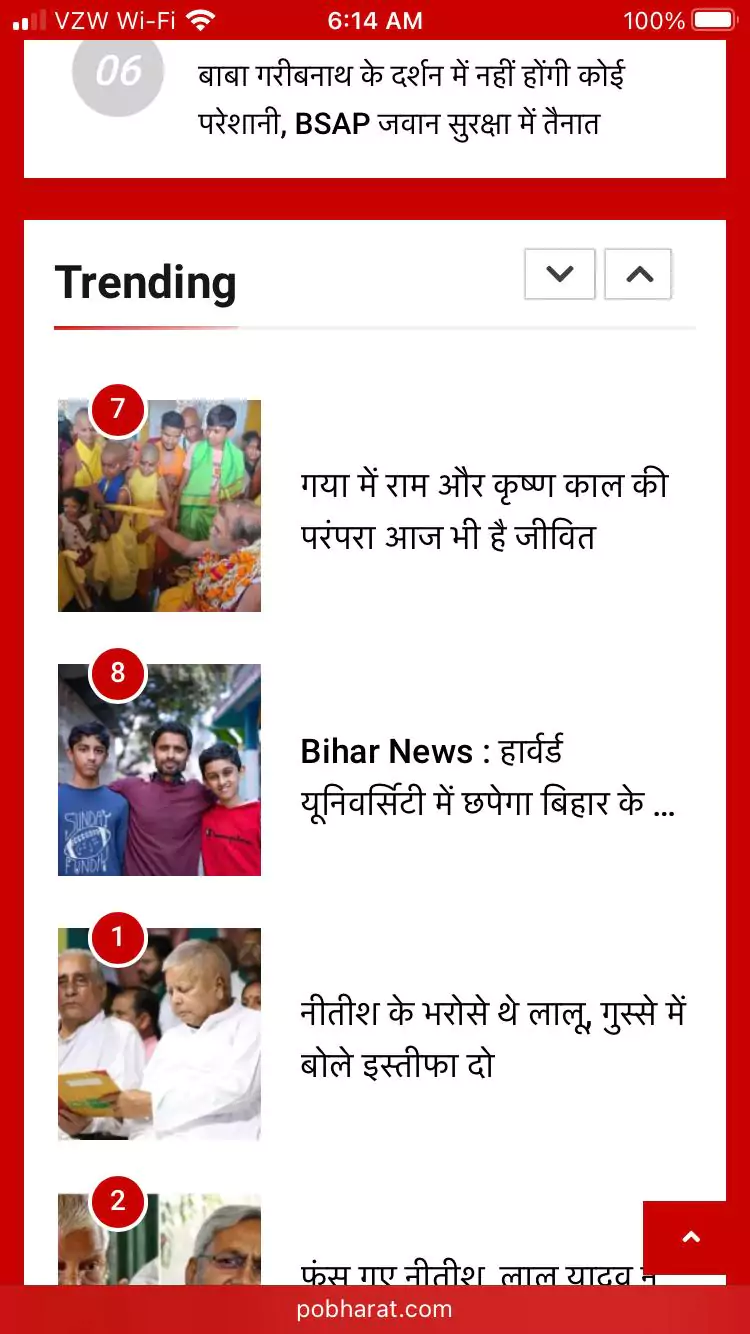 VZW Wi-Fi 6:14 AM 100%
06
बाबा गरीबनाथ के दर्शन में नहीं होंगी कोई
परेशानी, BSAP जवान सुरक्षा में तैनात
Trending
7
गया में राम और कृष्ण काल की
परंपरा आज भी है जीवित
8
Bihar News : हार्वर्ड
यूनिवर्सिटी में छपेगा बिहार के ...
SUNDAY
FUNDAY
1
नीतीश के भरोसे थे लालू, गुस्से में
बोले इस्तीफा दो
2
फंस गए नीतीश लालू यादव ने
pobharat.com